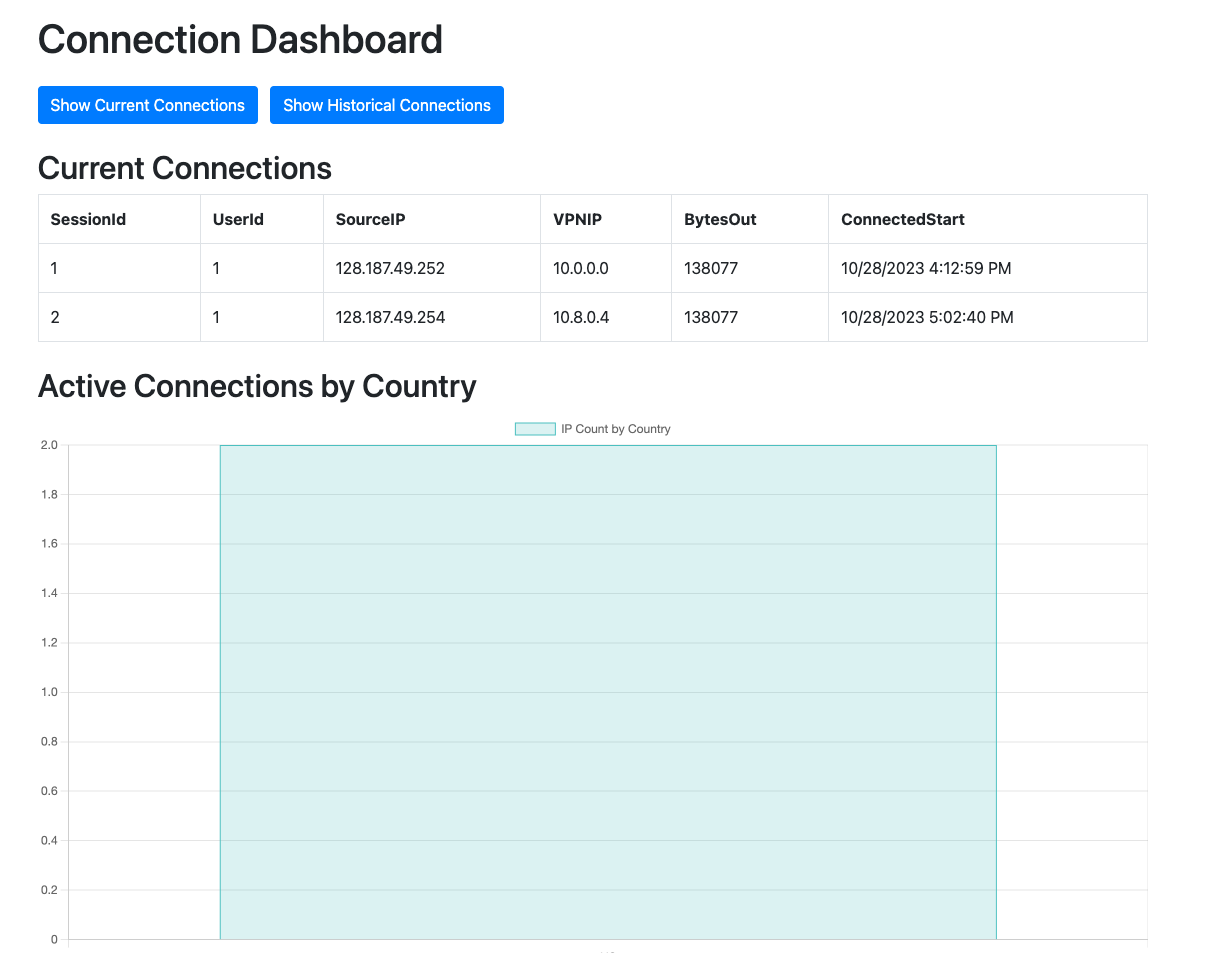 Connection Dashboard
Show Current Connections Show Historical Connections
Current Connections
SessionId UserId SourceIP VPNIP BytesOut ConnectedStart
1 1 128.187.49.252 10.0.0.0 138077 10/28/2023 4:12:59 PM
2 1 128.187.49.254 10.8.0.4 138077 10/28/2023 5:02:40 PM
Active Connections by Country
IP Count by Country
2.0
1.8
1.6
1.4
1.2
1.0
0.8
0.6
0.4
0.2
0